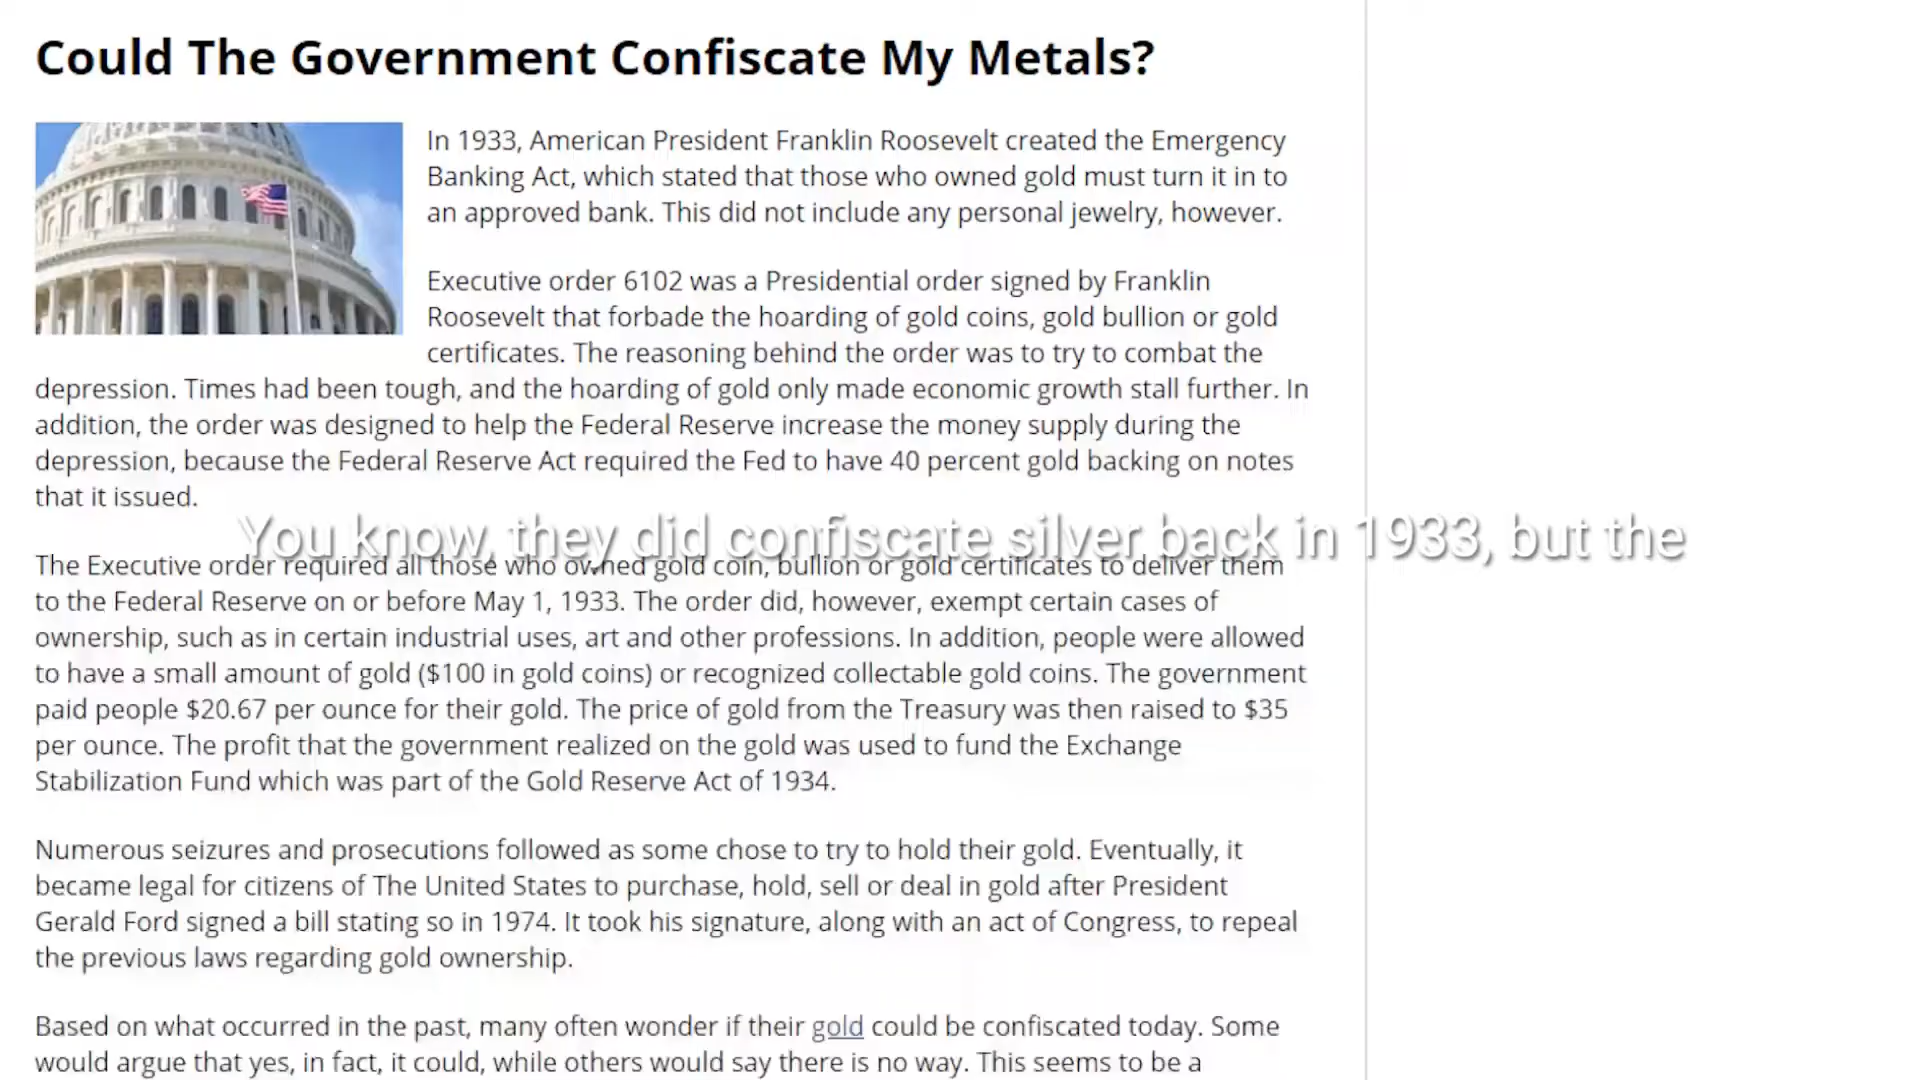 Could The Government Confiscate My Metals?
In 1933, American President Franklin Roosevelt created the Emergency
Banking Act, which stated that those who owned gold must turn it in to
an approved bank. This did not include any personal jewelry, however.
Executive order 6102 was a Presidential order signed by Franklin
Roosevelt that forbade the hoarding of gold coins, gold bullion or gold
certificates. The reasoning behind the order was to try to combat the
depression. Times had been tough, and the hoarding of gold only made economic growth stall further. In
addition, the order was designed to help the Federal Reserve increase the money supply during the
depression, because the Federal Reserve Act required the Fed to have 40 percent gold backing on notes
that it issued.
You know, they did confiscate silver back in 1933, but the
The Executive order required all those who owned gold coin, bullion or gold certificates to deliver them
to the Federal Reserve on or before May 1, 1933. The order did, however, exempt certain cases of
ownership, such as in certain industrial uses, art and other professions. In addition, people were allowed
to have a small amount of gold ($100 in gold coins) or recognized collectable gold coins. The government
paid people $20.67 per ounce for their gold. The price of gold from the Treasury was then raised to $35
per ounce. The profit that the government realized on the gold was used to fund the Exchange
Stabilization Fund which was part of the Gold Reserve Act of 1934.
Numerous seizures and prosecutions followed as some chose to try to hold their gold. Eventually, it
became legal for citizens of The United States to purchase, hold, sell or deal in gold after President
Gerald Ford signed a bill stating so in 1974. It took his signature, along with an act of Congress, to repeal
the previous laws regarding gold ownership.
Based on what occurred in the past, many often wonder if their gold could be confiscated today. Some
would argue that yes, in fact, it could, while others would say there is no way. This seems to be a